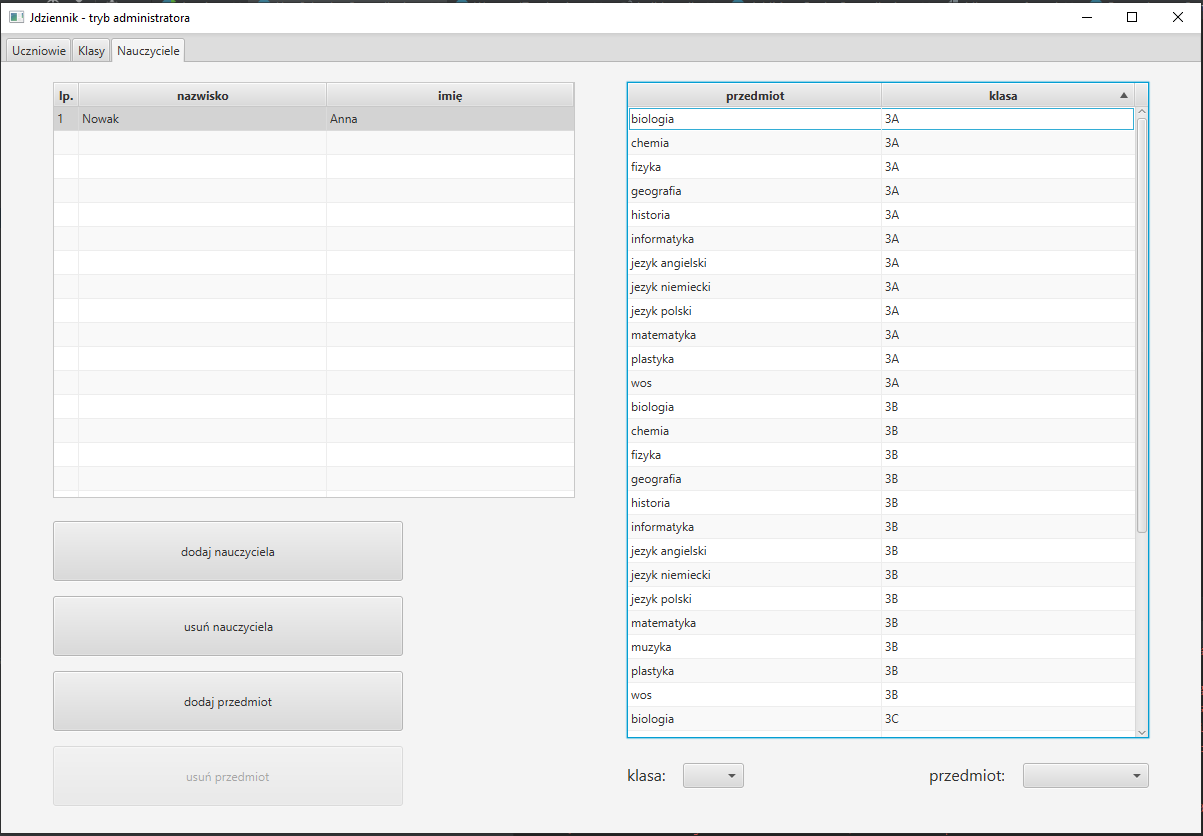 Jdziennik - tryb administratora
Uczniowie Klasy Nauczyciele
lp. nazwisko imię
1 Nowak Anna
dodaj nauczyciela
usuń nauczyciela
dodaj przedmiot
usuń przedmiot
przedmiot klasa
biologia 3A
chemia 3A
fizyka 3A
geografia 3A
historia 3A
informatyka 3A
jezyk angielski 3A
jezyk niemiecki 3A
jezyk polski 3A
matematyka 3A
plastyka 3A
wos 3A
biologia 3B
chemia 3B
fizyka 3B
geografia 3B
historia 3B
informatyka 3B
jezyk angielski 3B
jezyk niemiecki 3B
jezyk polski 3B
matematyka 3B
muzyka 3B
plastyka 3B
wos 3B
biologia 3C
klasa: przedmiot: